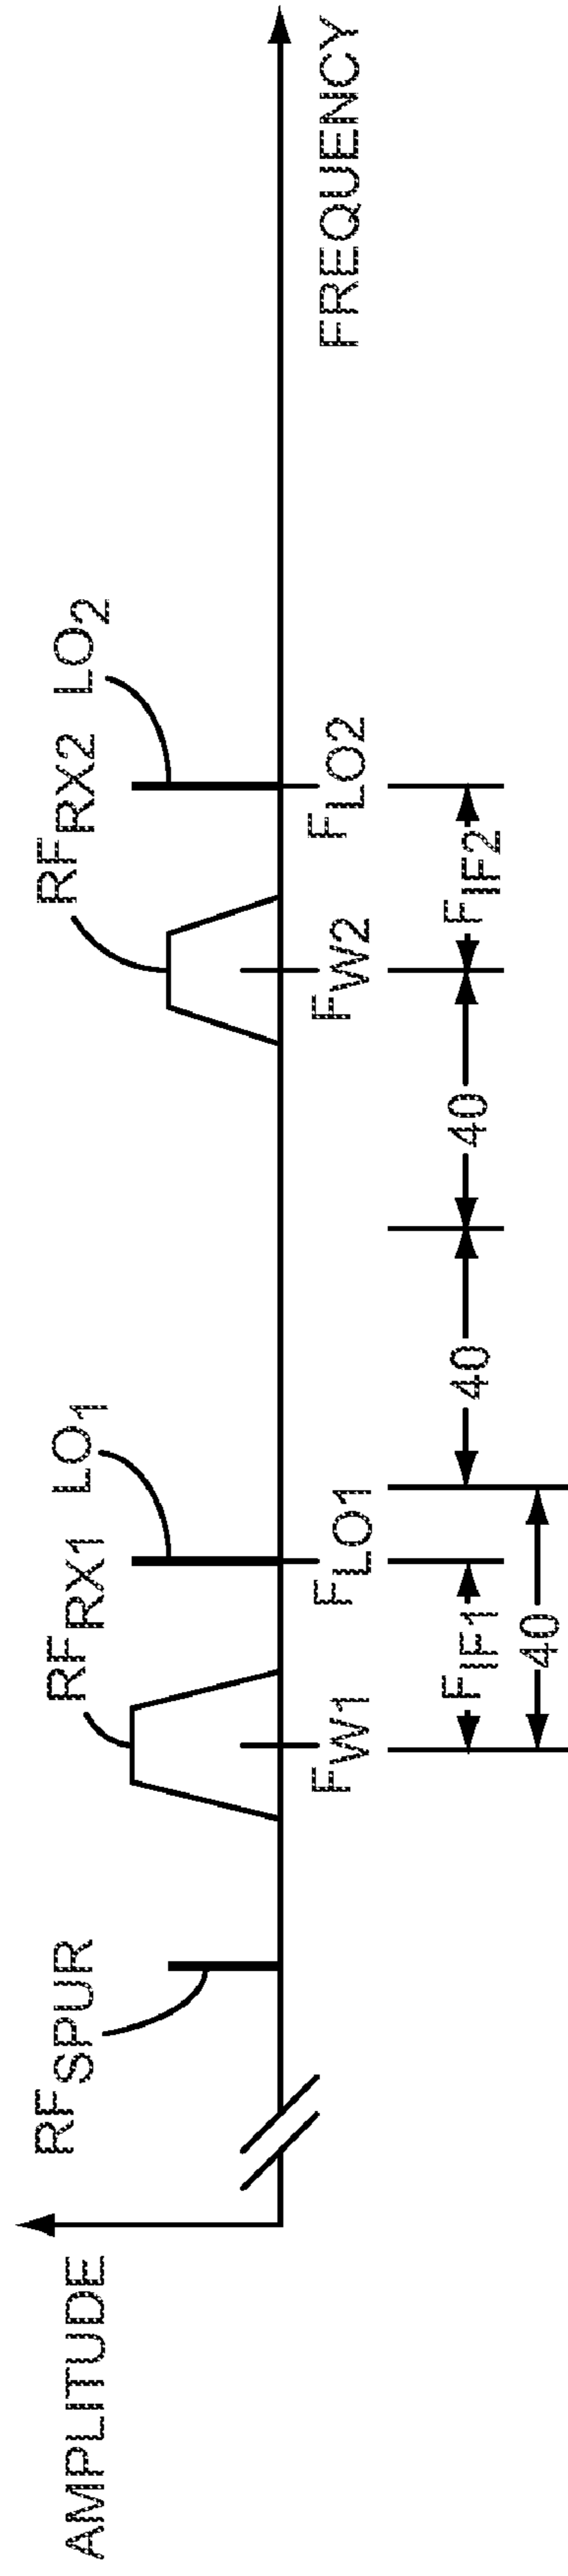 AMPLITUDE
RFSPUR
RFRX1
LO1
RFRX2
LO2
FW1
FLO1
FW2
FLO2
FREQUENCY
FIF1
40
40
FIF2
40